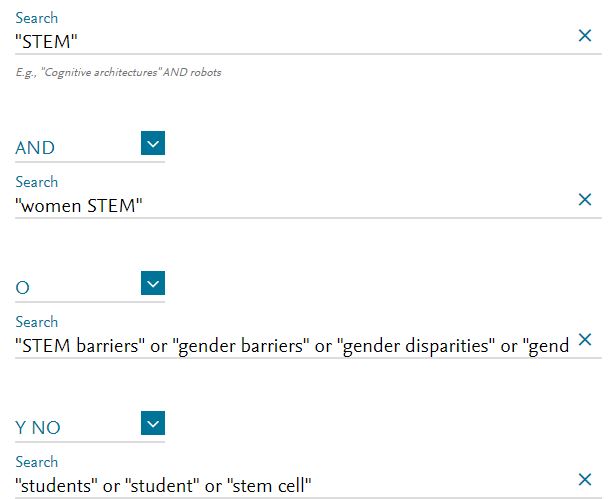 Search
"STEM"
E.g., "Cognitive architectures" AND robots
AND
Search
"women STEM"
O
Search
"STEM barriers" or "gender barriers" or "gender disparities" or "gend
Y NO
Search
"students" or "student" or "stem cell"